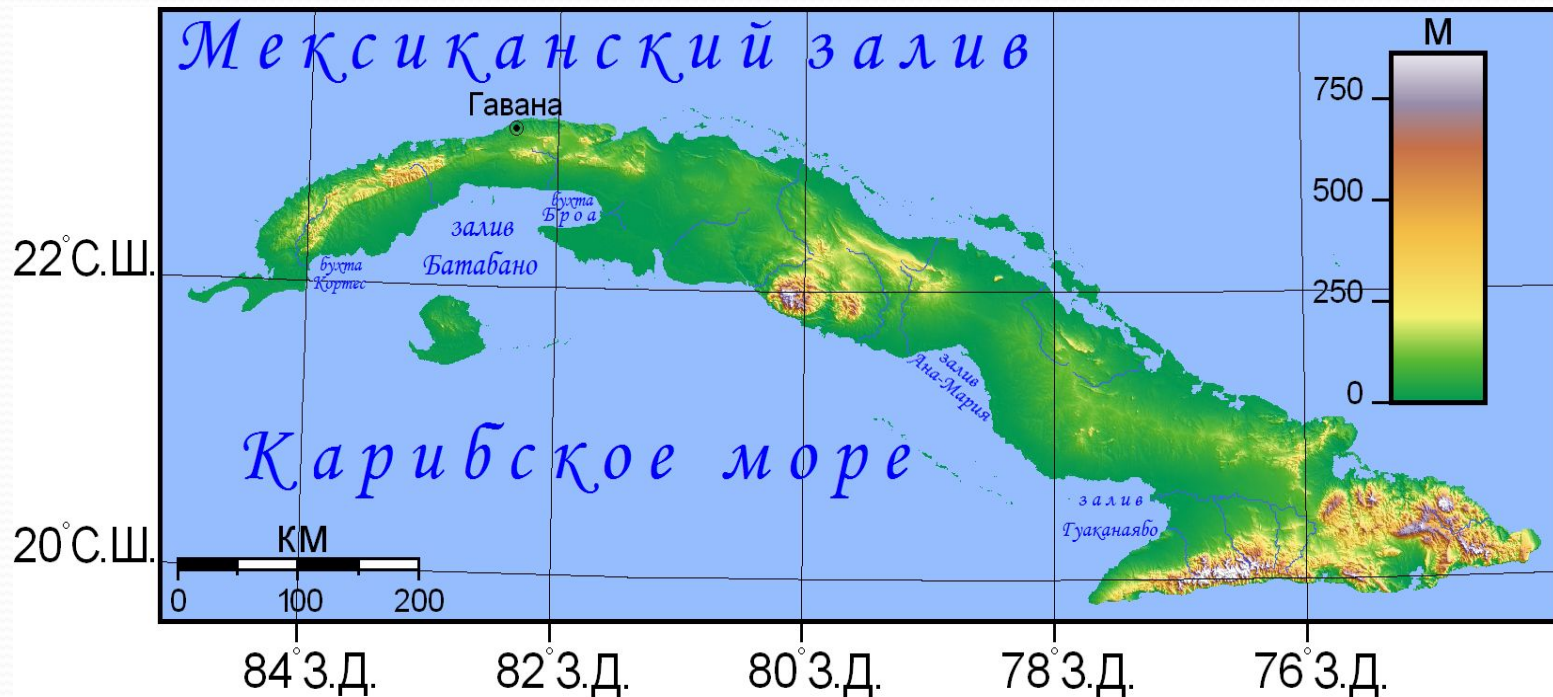 Мексиканский залив
М
750
500
250
0
Гавана
бухта
Броа
залив
Батабано
бухта
Кортес
22°С.Ш.
залив
Ана-Мария
Карибское море
залив
Гуаканаябо
20°С.Ш.
КМ
0 100 200
84°З.Д. 82°З.Д. 80°З.Д. 78°З.Д. 76°З.Д.